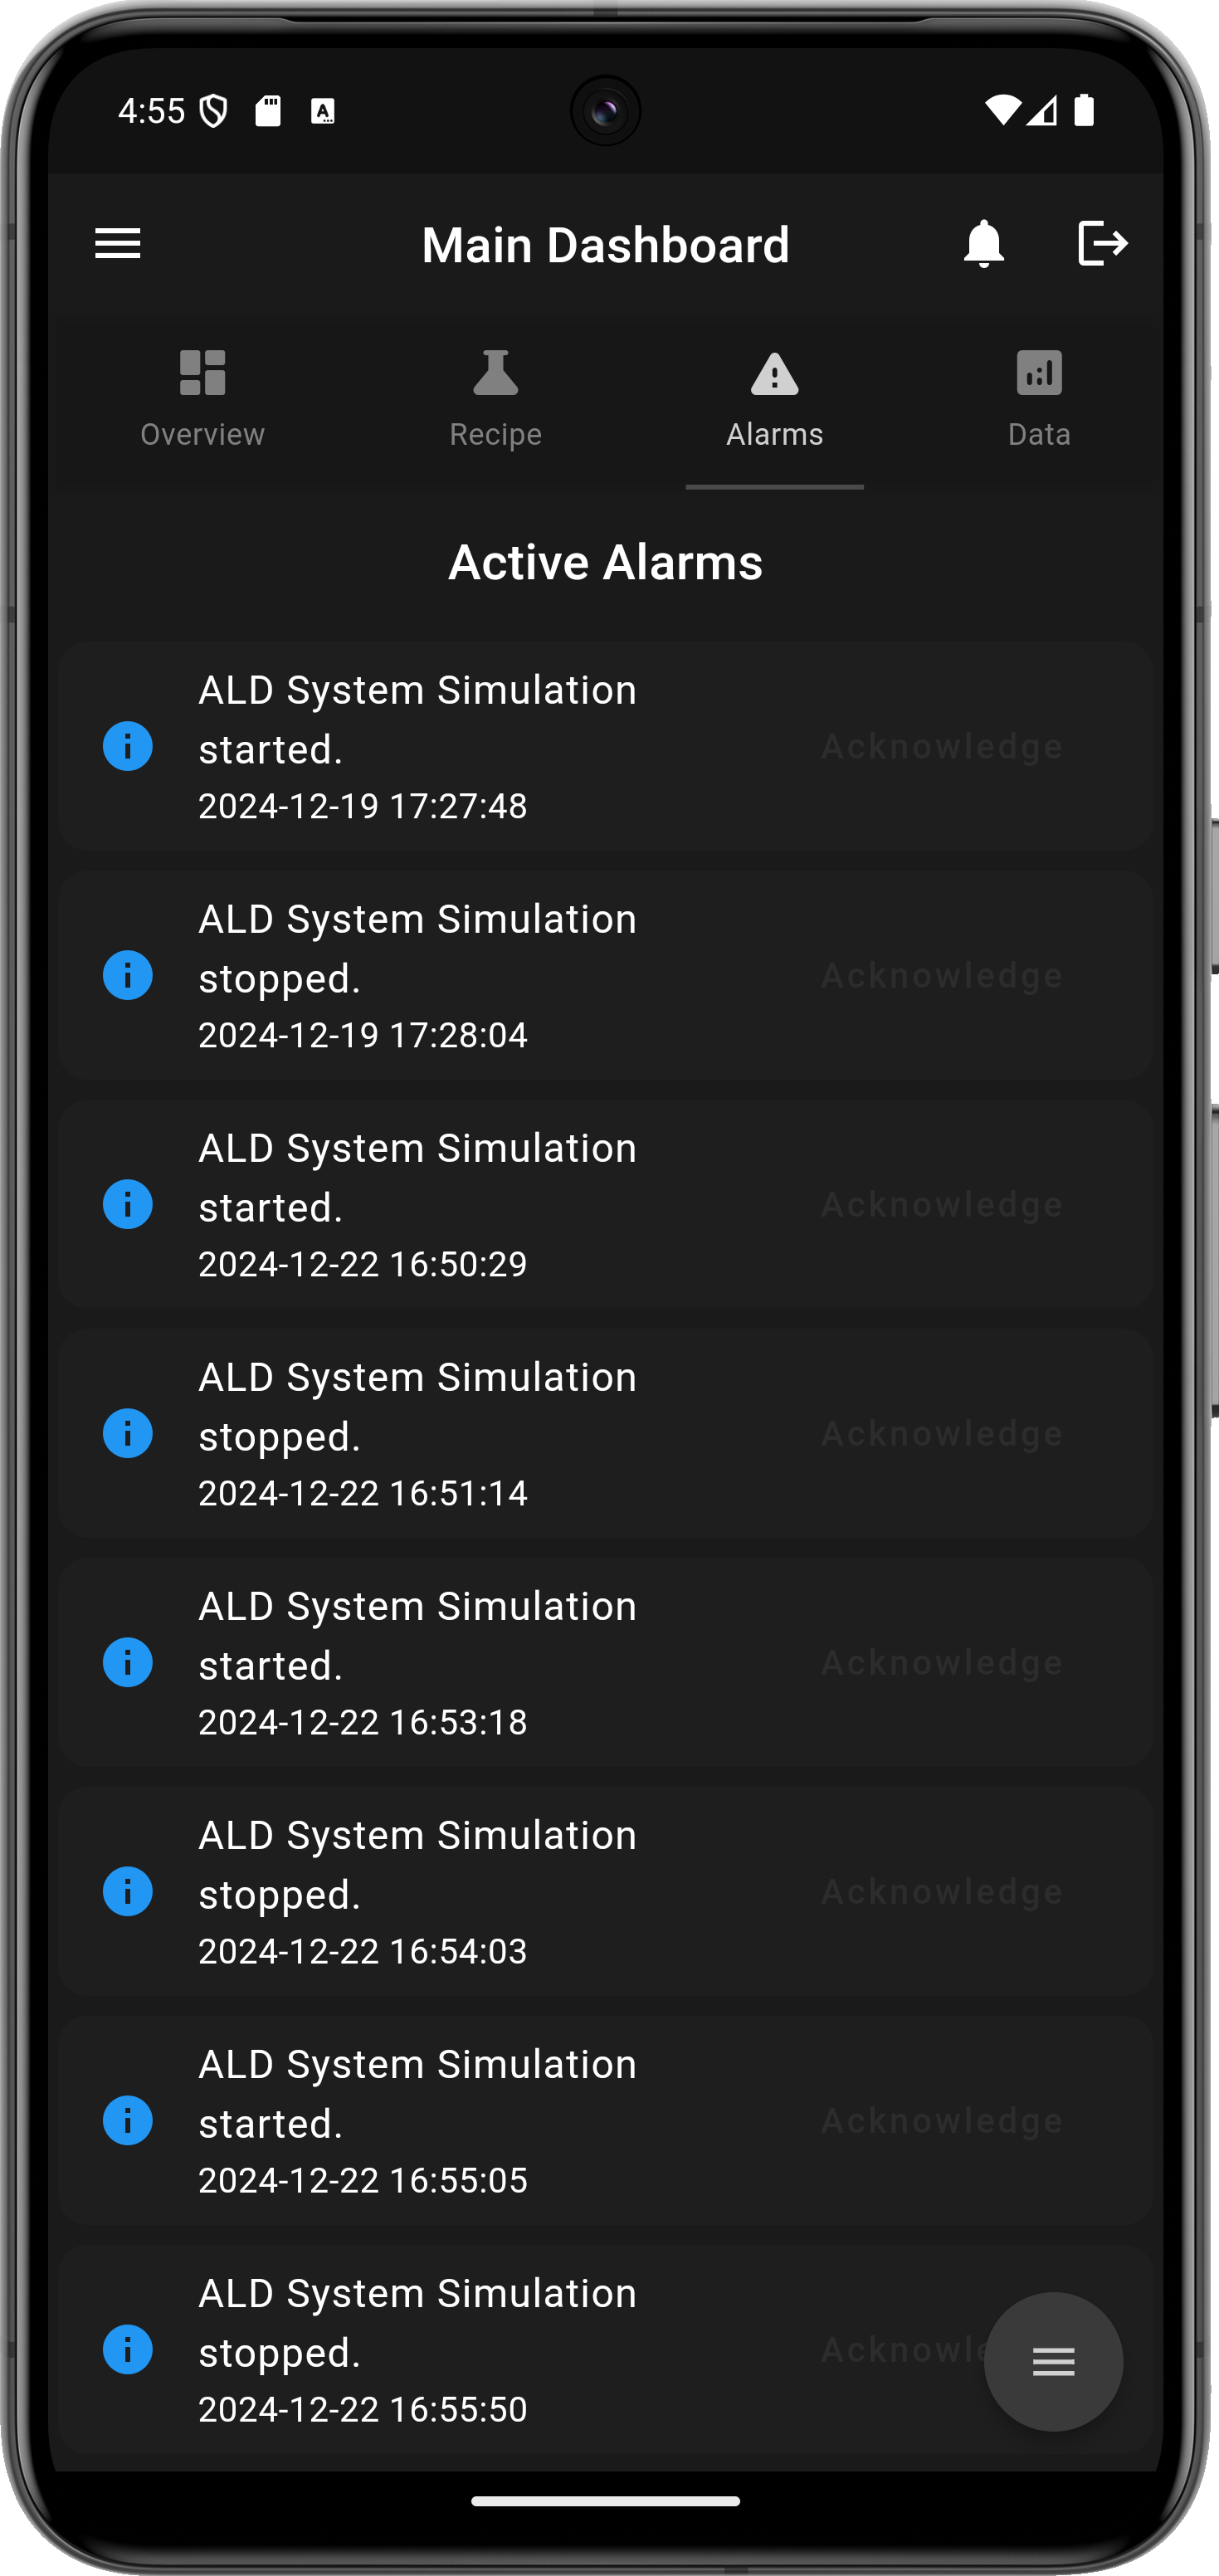 4:55
Main Dashboard
Overview
Recipe
Alarms
Data
Active Alarms
ALD System Simulation
started.
2024-12-19 17:27:48
Acknowledge
ALD System Simulation
stopped.
2024-12-19 17:28:04
Acknowledge
ALD System Simulation
started.
2024-12-22 16:50:29
Acknowledge
ALD System Simulation
stopped.
2024-12-22 16:51:14
Acknowledge
ALD System Simulation
started.
2024-12-22 16:53:18
Acknowledge
ALD System Simulation
stopped.
2024-12-22 16:54:03
Acknowledge
ALD System Simulation
started.
2024-12-22 16:55:05
Acknowledge
ALD System Simulation
stopped.
2024-12-22 16:55:50